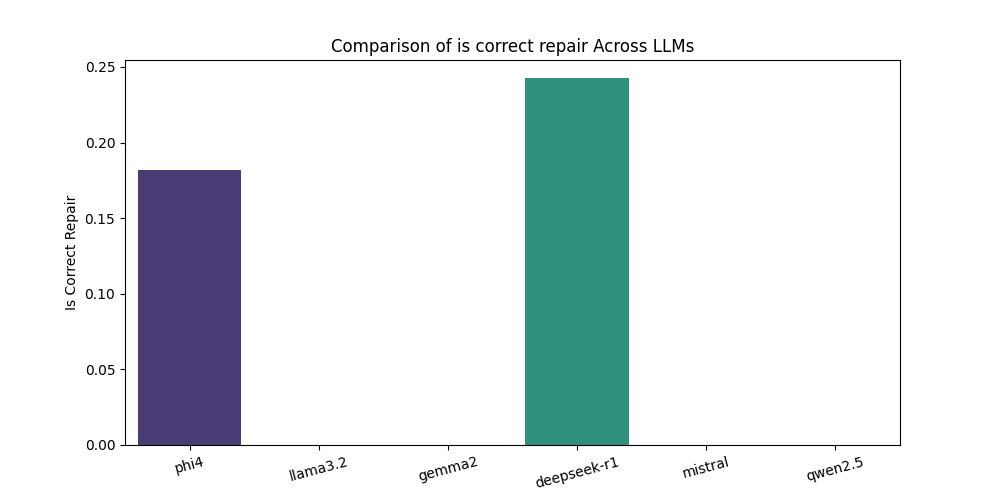 Comparison of is correct repair Across LLMs
Is Correct Repair
0.25
0.20
0.15
0.10
0.05
0.00
phi4
llama3.2
gemma2
deepseek-r1
mistral
qwen2.5